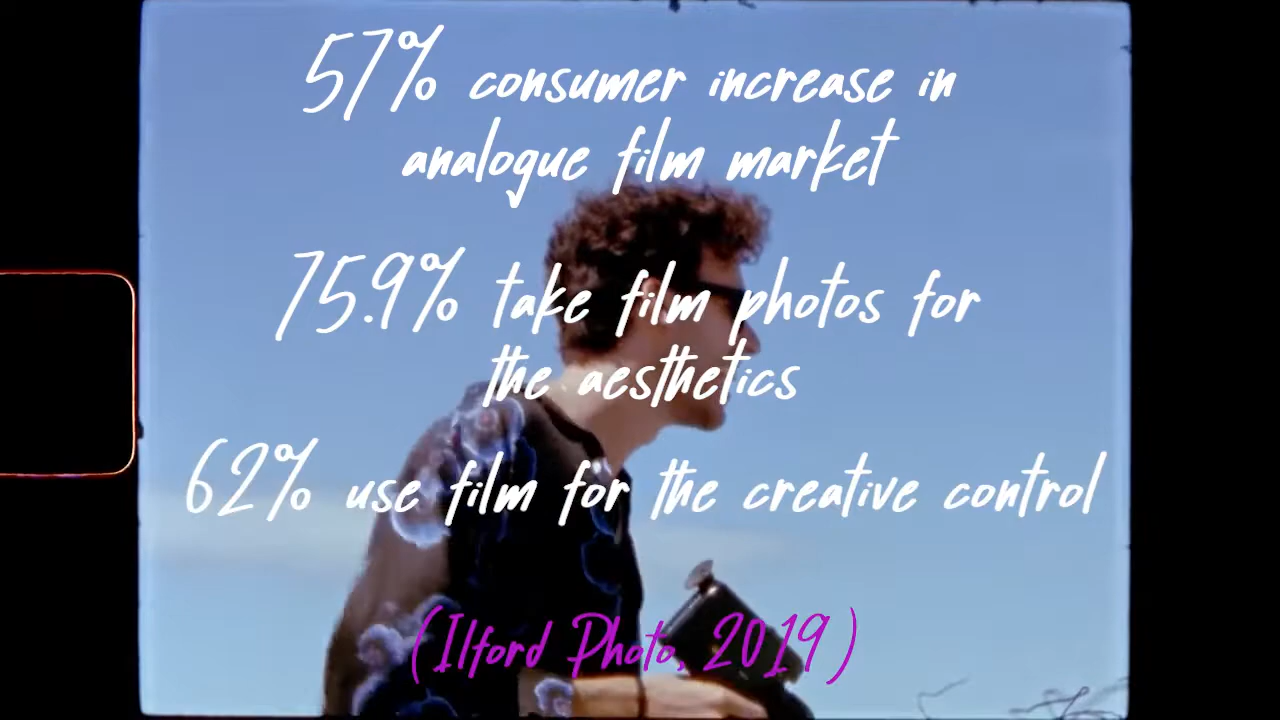 57% consumer increase in
analogue film market
75.9% take film photos for
the aesthetics
62% use film for the creative control
(Ilford Photo, 2019)